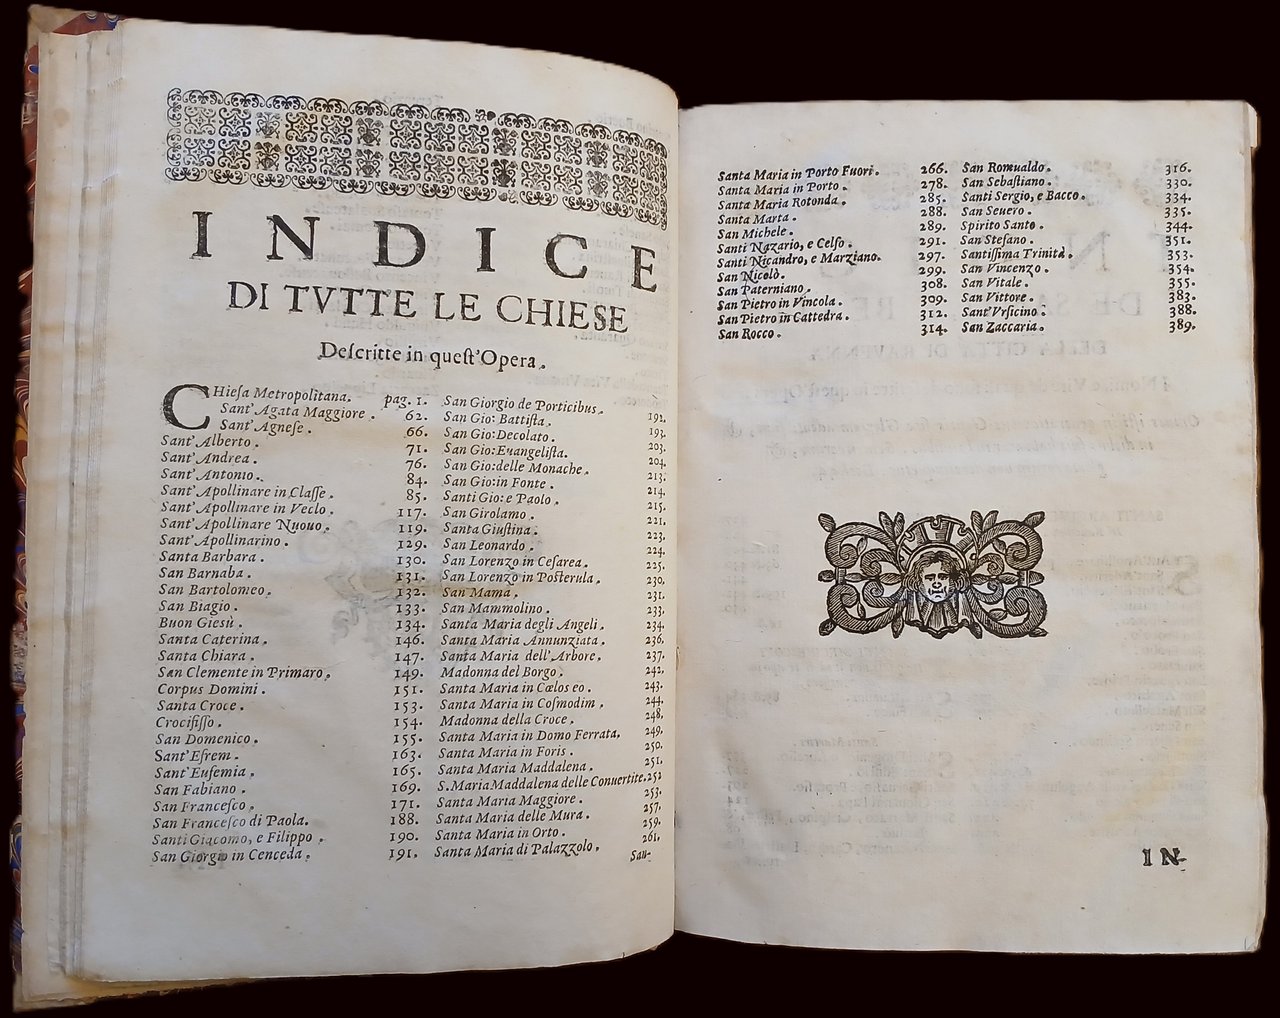 INDICE
DI TVTTE LE CHIESE
Deſcritte in queſt'Opera.
CHieſa Metropolitana. pag. 1.
Sant'Agata Maggiore. 62.
Sant'Agneſe. 66.
Sant'Alberto. 71.
Sant'Andrea. 76.
Sant'Antonio. 84.
Sant'Apollinare in Claſſe. 85.
Sant'Apollinare in Veclo. 117.
Sant'Apollinare Nuouo. 119.
Sant'Apollinarino. 129.
Santa Barbara. 130.
San Barnaba. 131.
San Bartolomeo. 132.
San Biagio. 133.
Buon Giesù. 134.
Santa Caterina. 146.
Santa Chiara. 147.
San Clemente in Primaro. 149.
Corpus Domini. 151.
Santa Croce. 153.
Crocifiſſo. 154.
San Domenico. 155.
Sant'Efrem. 163.
Sant'Eufemia. 165.
San Fabiano. 169.
San Franceſco. 171.
San Franceſco di Paola. 188.
Santi Giacomo, e Filippo. 190.
San Giorgio in Cenceda. 191.
San Giorgio de Porticibus. 192.
San Gio: Battiſta. 193.
San Gio: Decolato. 203.
San Gio: Euangeliſta. 204.
San Gio: delle Monache. 213.
San Gio: in Fonte. 214.
Santi Gio: e Paolo. 215.
San Girolamo. 221.
Santa Giuſtina. 223.
San Leonardo. 224.
San Lorenzo in Ceſarea. 225.
San Lorenzo in Poſterula. 230.
San Mama. 231.
San Mammolino. 233.
Santa Maria degli Angeli. 234.
Santa Maria Annunziata. 236.
Santa Maria dell'Arbore. 237.
Madonna del Borgo. 242.
Santa Maria in Cœlos eo. 243.
Santa Maria in Coſmodim. 244.
Madonna della Croce. 248.
Santa Maria in Domo Ferrata. 249.
Santa Maria in Foris. 250.
Santa Maria Maddalena. 251.
S. Maria Maddalena delle Conuertite. 252
Santa Maria Maggiore. 253.
Santa Maria delle Mura. 257.
Santa Maria in Orto. 259.
Santa Maria di Palazzolo. 261.
San-
Santa Maria in Porto Fuori. 266.
Santa Maria in Porto. 278.
Santa Maria Rotonda. 285.
Santa Marta. 288.
San Michele. 289.
Santi Nazario, e Celſo. 291.
Santi Nicandro, e Marziano. 297.
San Nicolò. 299.
San Paterniano. 308.
San Pietro in Vincola. 309.
San Pietro in Cattedra. 312.
San Rocco. 314.
San Romualdo. 316.
San Sebaſtiano. 330.
Santi Sergio, e Bacco. 334.
San Seuero. 335.
Spirito Santo. 344.
San Stefano. 351.
Santiſſima Trinità. 353.
San Vincenzo. 354.
San Vitale. 355.
San Vittore. 383.
Sant'Vrſicino. 388.
San Zaccaria. 389.
IN-